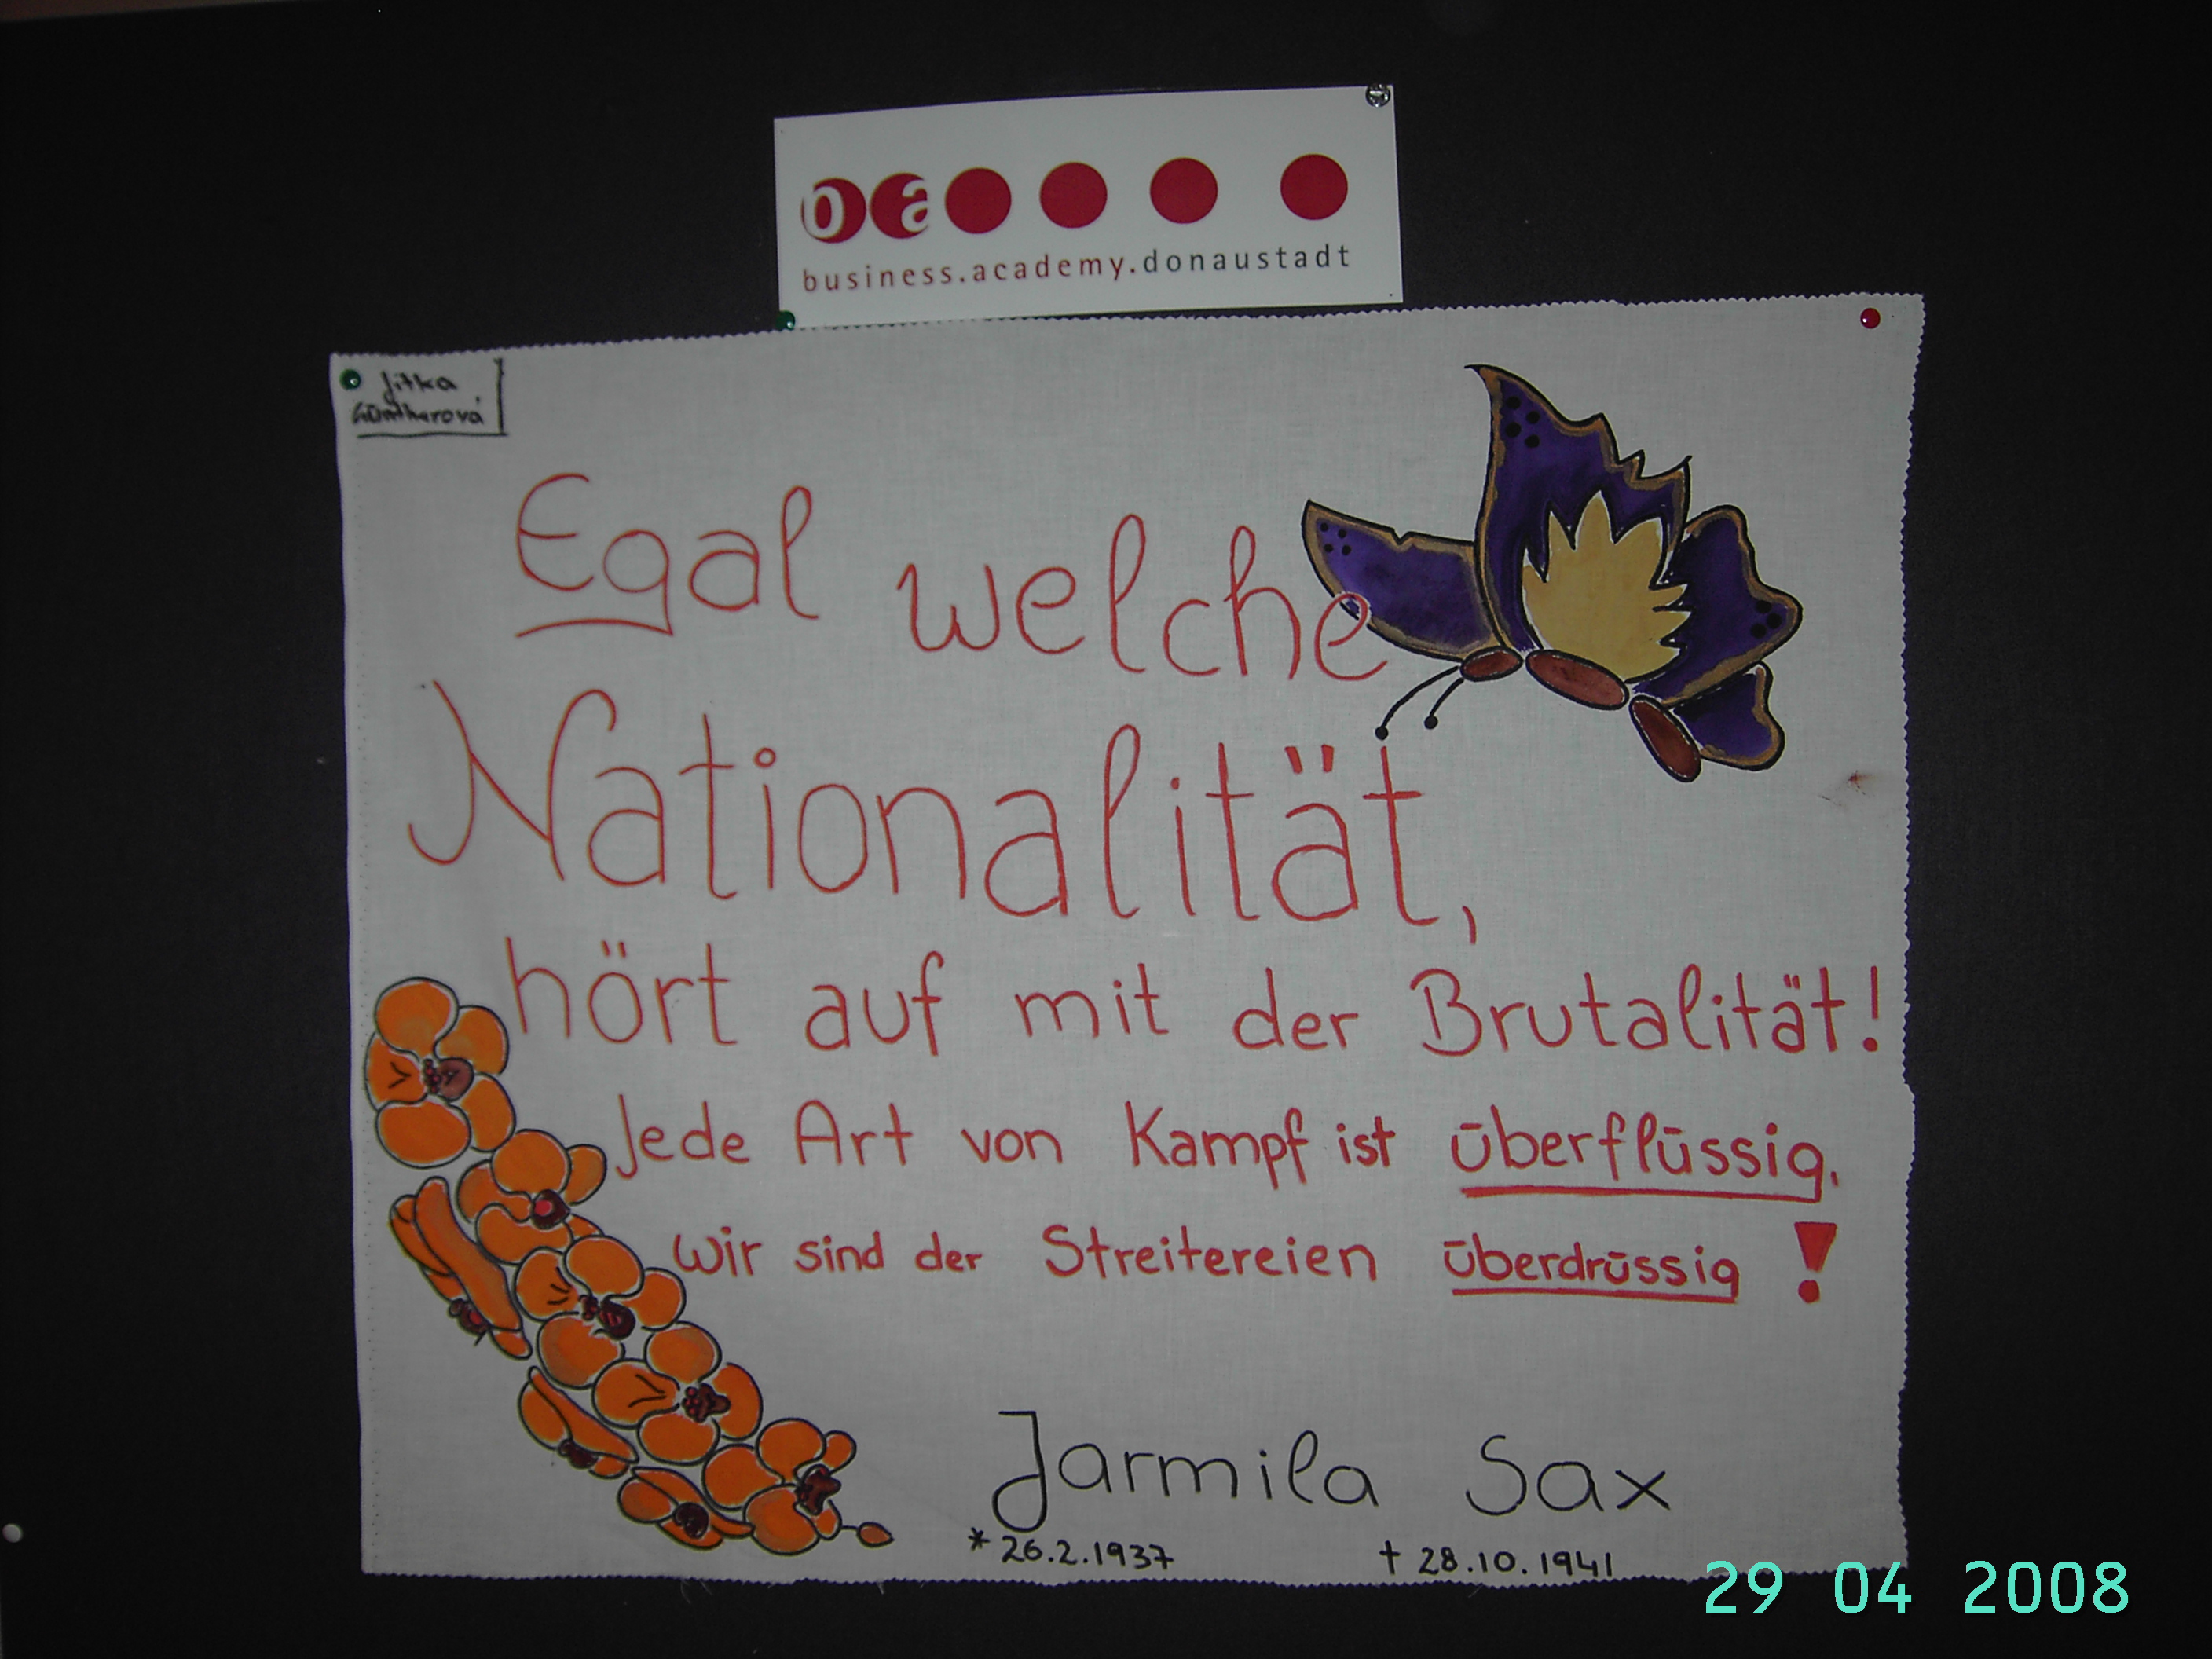 ba
business.academy.donaustadt
Jitka
Güntherová
Egal welche
Nationalität,
hört auf mit der Brutalität!
Jede Art von Kampf ist überflüssig.
Wir sind der Streitereien überdrüssig!
Jarmila Sax
*26.2.1937 †28.10.1941
29 04 2008